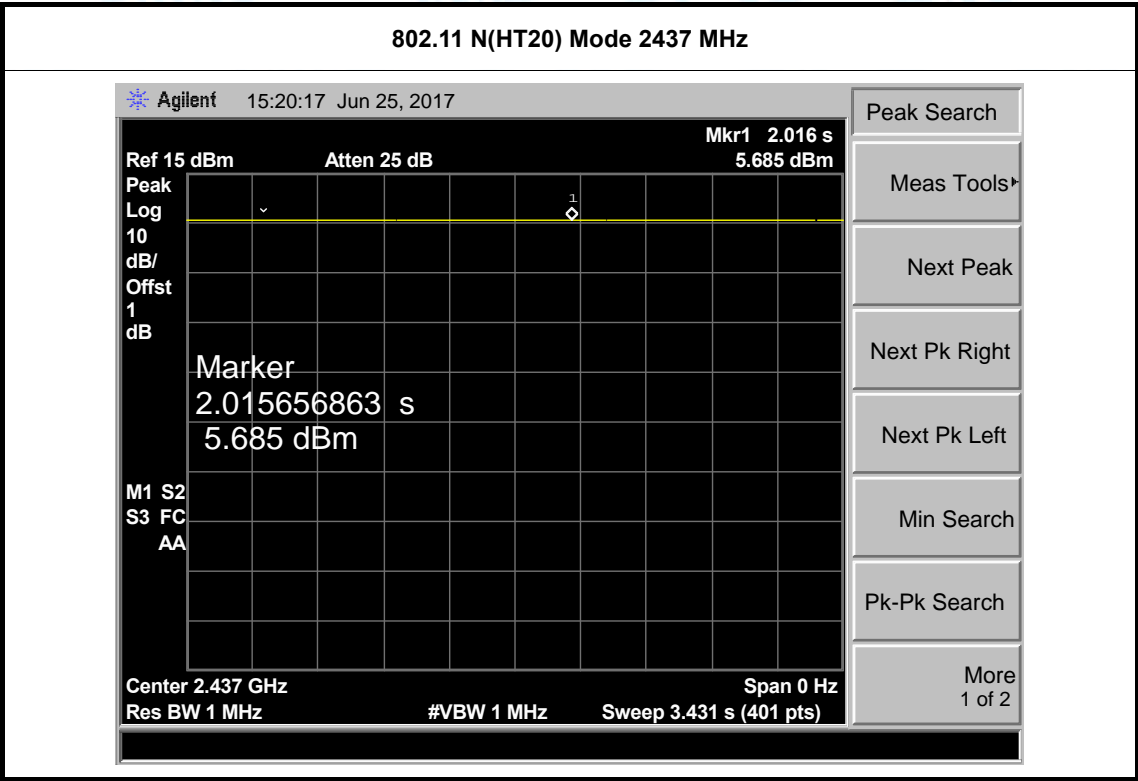 802.11 N(HT20) Mode 2437 MHz
Agilent 15:20:17 Jun 25, 2017
Mkr1 2.016 s
Ref 15 dBm Atten 25 dB 5.685 dBm
Peak
Log
10
dB/
Offst
1
dB
1
Marker
2.015656863 s
5.685 dBm
M1 S2
S3 FC
AA
Center 2.437 GHz Span 0 Hz
Res BW 1 MHz #VBW 1 MHz Sweep 3.431 s (401 pts)
Peak Search
Meas Tools
Next Peak
Next Pk Right
Next Pk Left
Min Search
Pk-Pk Search
More
1 of 2